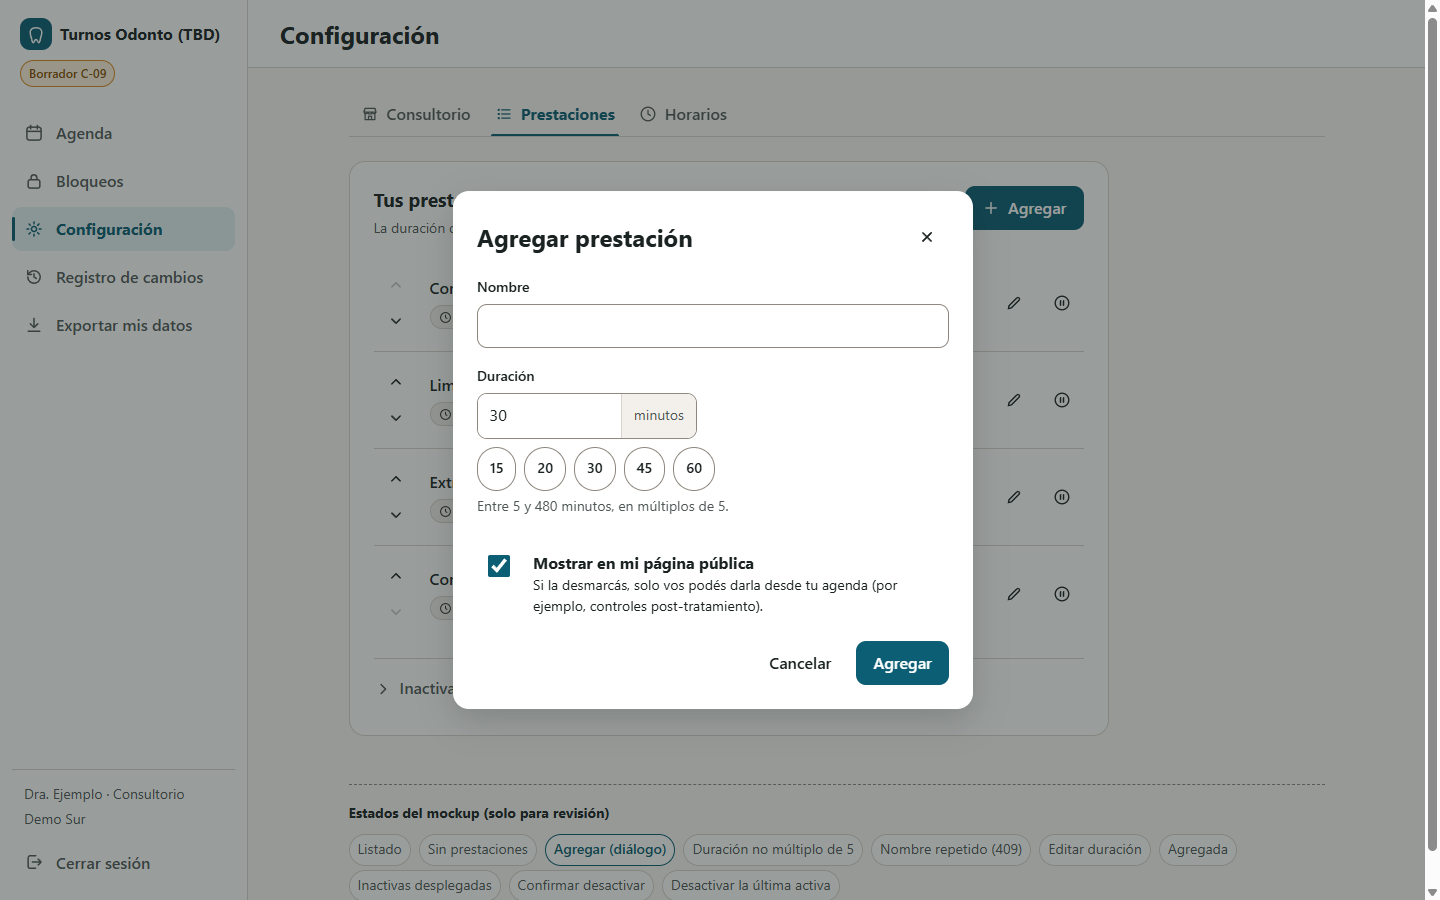 Turnos Odonto (TBD)
Borrador C-09
Agenda
Bloqueos
Configuración
Registro de cambios
Exportar mis datos
Dra. Ejemplo · Consultorio
Demo Sur
Cerrar sesión
Configuración
Consultorio
Prestaciones
Horarios
Tus prest
La duración
Agregar
Agregar prestación
Nombre
Duración
30 minutos
15 20 30 45 60
Entre 5 y 480 minutos, en múltiplos de 5.
Mostrar en mi página pública
Si la desmarcás, solo vos podés darla desde tu agenda (por
ejemplo, controles post-tratamiento).
Cancelar
Agregar
Cor
Lim
Ext
Cor
Inactiva
Estados del mockup (solo para revisión)
Listado
Sin prestaciones
Agregar (diálogo)
Duración no múltiplo de 5
Nombre repetido (409)
Editar duración
Agregada
Inactivas desplegadas
Confirmar desactivar
Desactivar la última activa